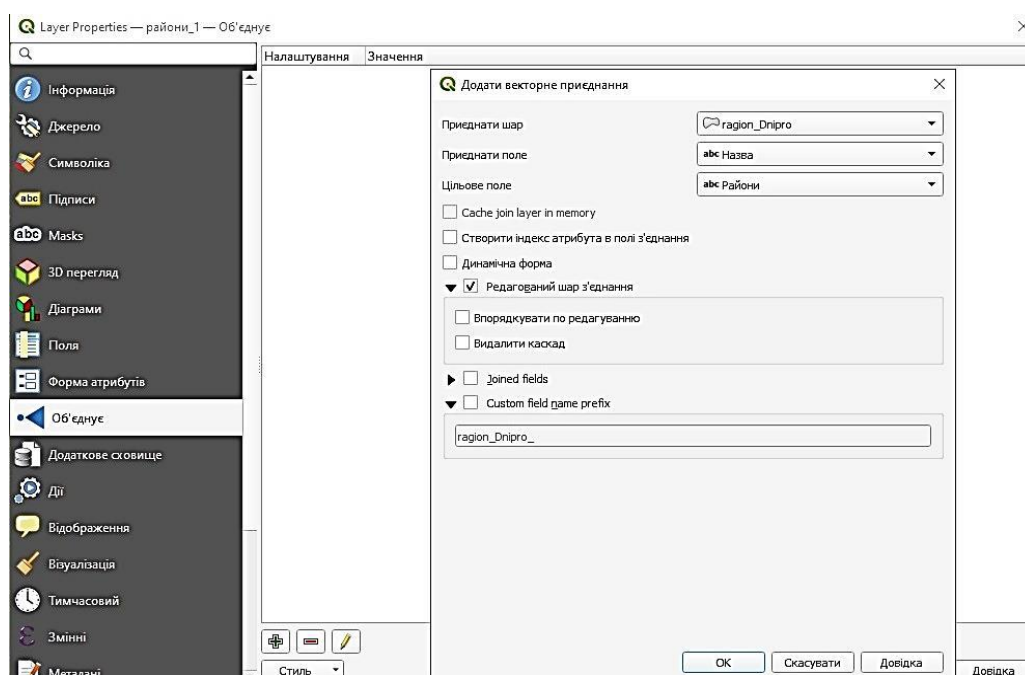 Layer Properties — райони_1 — Об'єднує
Інформація
Джерело
Символіка
abc Підписи
abc Masks
3D перегляд
Діаграми
Поля
Форма атрибутів
Об'єднує
Додаткове сховище
Дії
Відображення
Візуалізація
Тимчасовий
Змінні
Метадані
Налаштування Значення
Додати векторне приєднання
Приєднати шар ragion_Dnipro
Приєднати поле abc Назва
Цільове поле abc Райони
Cache join layer in memory
Створити індекс атрибута в полі з'єднання
Динамічна форма
Редагований шар з'єднання
Впорядкувати по редагуванню
Видалити каскад
Joined fields
Custom field name prefix
ragion_Dnipro_
OK Скасувати Довідка
Стиль Довідка